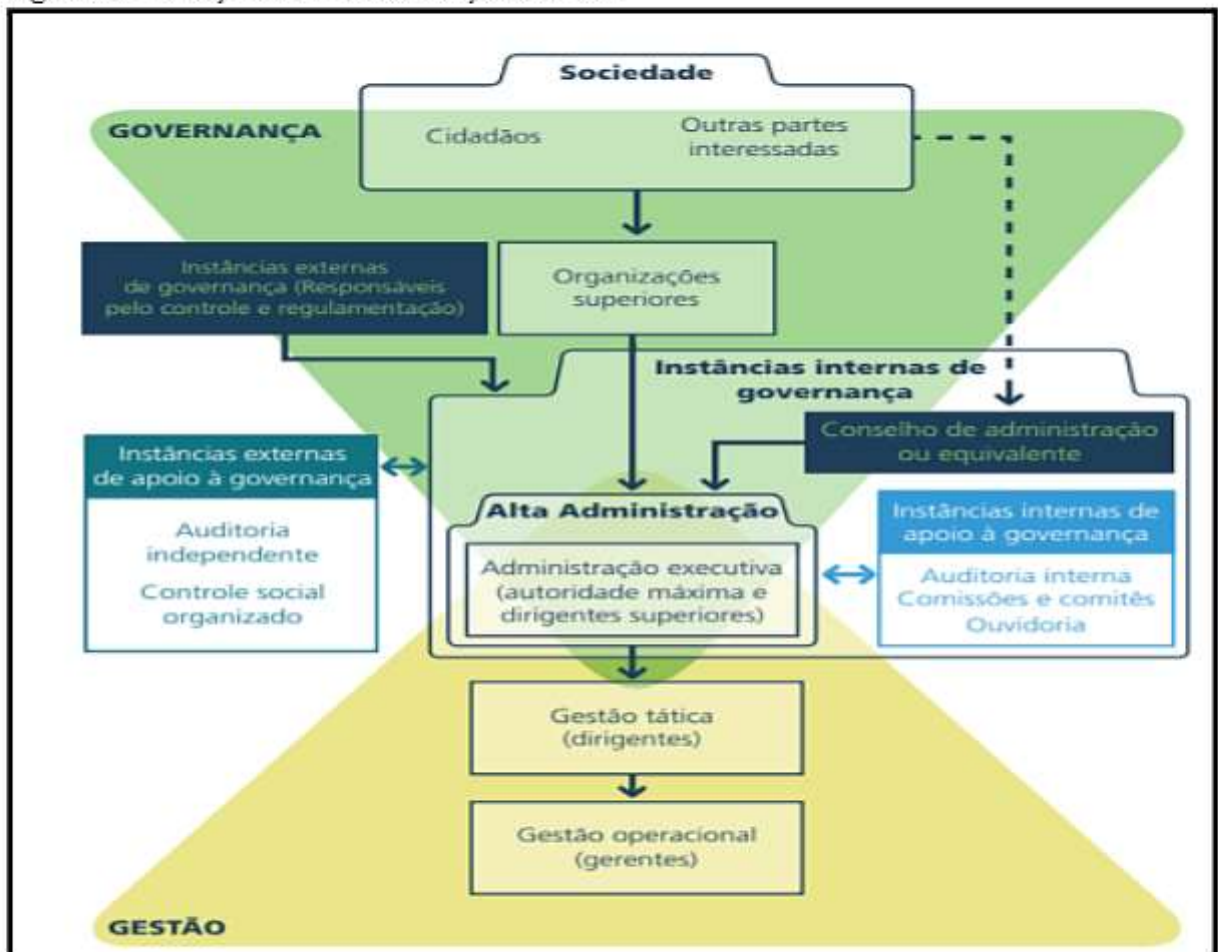 Sociedade
GOVERNANÇA
Cidadãos
Outras partes
interessadas
Instâncias externas
de governança (Responsáveis
pelo controle e regulamentação)
Organizações
superiores
Instâncias internas de
governança
Conselho de administração
ou equivalente
Instâncias externas
de apoio à governança
Auditoria
independente
Controle social
organizado
Alta Administração
Administração executiva
(autoridade máxima e
dirigentes superiores)
Instâncias internas de
apoio à governança
Auditoria interna
Comissões e comitês
Ouvidoria
Gestão tática
(dirigentes)
Gestão operacional
(gerentes)
GESTÃO